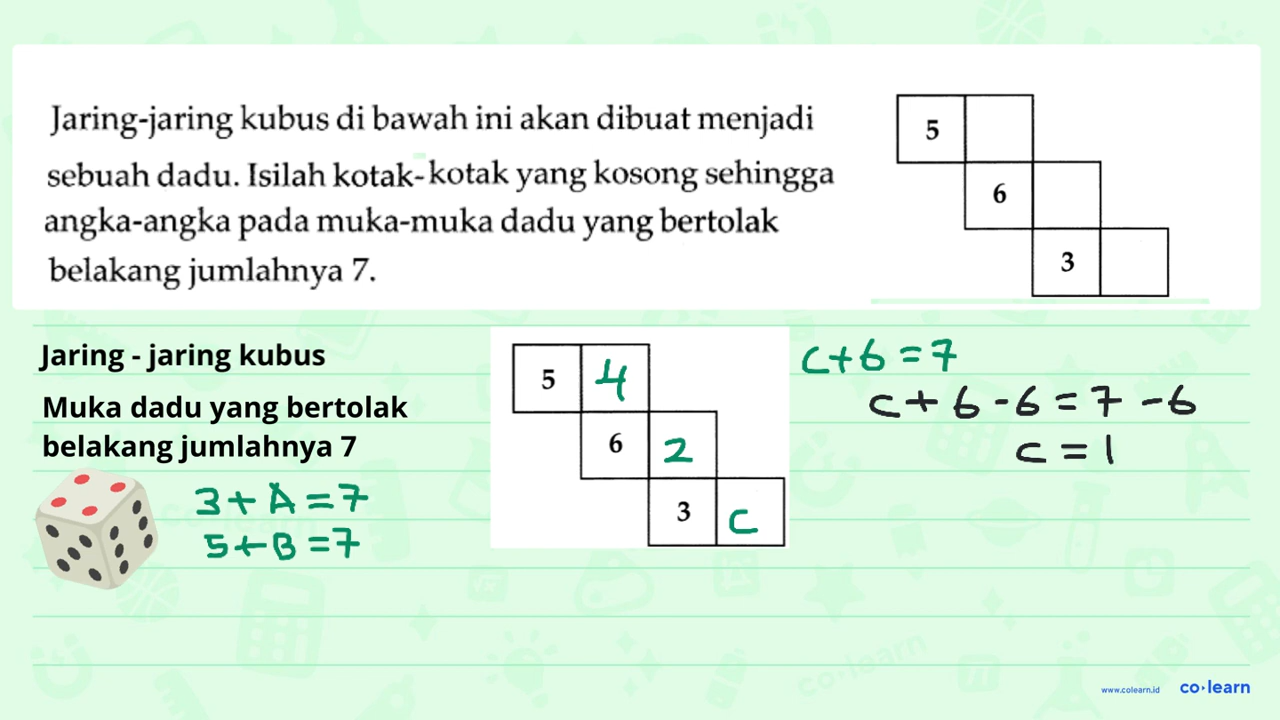 Jaring-jaring kubus di bawah ini akan dibuat menjadi
sebuah dadu. Isilah kotak-kotak yang kosong sehingga
angka-angka pada muka-muka dadu yang bertolak
belakang jumlahnya 7.
5
6
3
Jaring - jaring kubus
Muka dadu yang bertolak
belakang jumlahnya 7
3 + A = 7
5 + B = 7
5 4
6 2
3 C
C + 6 = 7
C + 6 - 6 = 7 - 6
C = 1
www.colearn.id co·learn